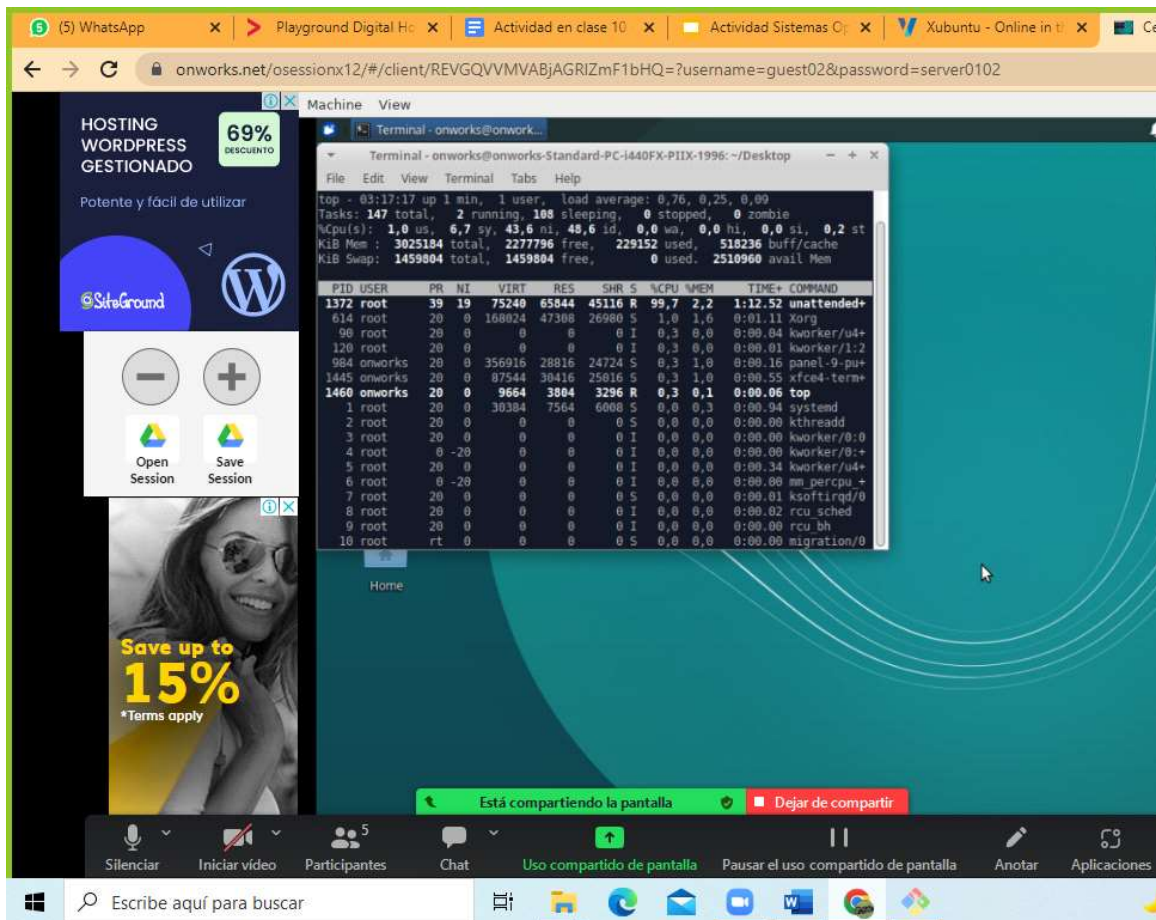 (5) WhatsApp
Playground Digital Ho
Actividad en clase 10
Actividad Sistemas Op
Xubuntu - Online in th
Ce
onworks.net/osessionx12/#/client/REVGQVVMVABjAGRIZmF1bHQ=?username=guest02&password=server0102
HOSTING
WORDPRESS
GESTIONADO
69%
DESCUENTO
Potente y fácil de utilizar
SiteGround
Open
Session
Save
Session
Save up to
15%
*Terms apply
Machine View
Terminal - onworks@onwork...
Terminal - onworks@onworks-Standard-PC-i440FX-PIIX-1996: ~/Desktop
File Edit View Terminal Tabs Help
top - 03:17:17 up 1 min, 1 user, load average: 0,76, 0,25, 0,09
Tasks: 147 total, 2 running, 108 sleeping, 0 stopped, 0 zombie
%Cpu(s): 1,0 us, 6,7 sy, 43,6 ni, 48,6 id, 0,0 wa, 0,0 hi, 0,0 si, 0,2 st
KiB Mem : 3025184 total, 2277796 free, 229152 used, 518236 buff/cache
KiB Swap: 1459804 total, 1459804 free, 0 used. 2510960 avail Mem
PID USER PR NI VIRT RES SHR S %CPU %MEM TIME+ COMMAND
1372 root 39 19 75240 65844 45116 R 99,7 2,2 1:12.52 unattended+
614 root 20 0 168024 47308 26980 S 1,0 1,6 0:01.11 Xorg
90 root 20 0 0 0 0 I 0,3 0,0 0:00.04 kworker/u4+
120 root 20 0 0 0 0 I 0,3 0,0 0:00.01 kworker/1:2
984 onworks 20 0 356916 28816 24724 S 0,3 1,0 0:00.16 panel-9-pu+
1445 onworks 20 0 87544 30416 25016 S 0,3 1,0 0:00.55 xfce4-term+
1460 onworks 20 0 9664 3804 3296 R 0,3 0,1 0:00.06 top
1 root 20 0 30384 7564 6008 S 0,0 0,3 0:00.94 systemd
2 root 20 0 0 0 0 S 0,0 0,0 0:00.00 kthreadd
3 root 20 0 0 0 0 I 0,0 0,0 0:00.00 kworker/0:0
4 root 0 -20 0 0 0 I 0,0 0,0 0:00.00 kworker/0:+
5 root 20 0 0 0 0 I 0,0 0,0 0:00.34 kworker/u4+
6 root 0 -20 0 0 0 I 0,0 0,0 0:00.00 mm_percpu_+
7 root 20 0 0 0 0 S 0,0 0,0 0:00.01 ksoftirqd/0
8 root 20 0 0 0 0 I 0,0 0,0 0:00.02 rcu_sched
9 root 20 0 0 0 0 I 0,0 0,0 0:00.00 rcu_bh
10 root rt 0 0 0 0 S 0,0 0,0 0:00.00 migration/0
Home
Está compartiendo la pantalla
Dejar de compartir
Silenciar
Iniciar vídeo
Participantes
5
Chat
Uso compartido de pantalla
Pausar el uso compartido de pantalla
Anotar
Aplicaciones
Escribe aquí para buscar